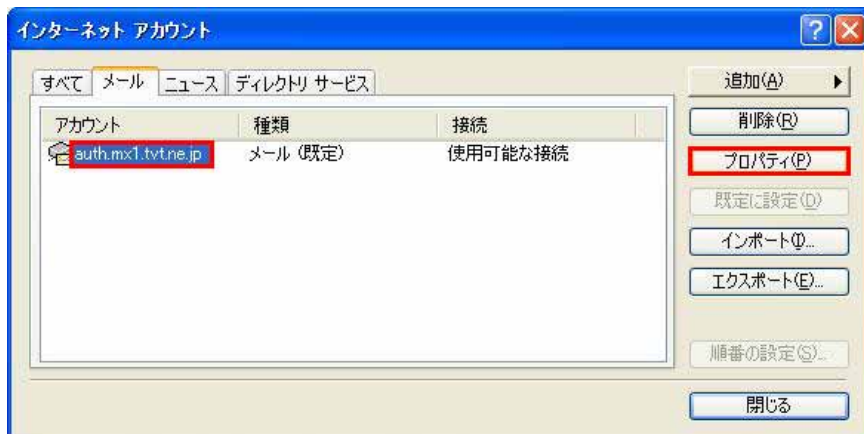 インターネット アカウント
すべて メール ニュース ディレクトリ サービス
アカウント 種類 接続
auth.mx1.tvt.ne.jp メール (既定) 使用可能な接続
追加(A)
削除(R)
プロパティ(P)
既定に設定(D)
インポート(I)...
エクスポート(E)...
順番の設定(S)...
閉じる